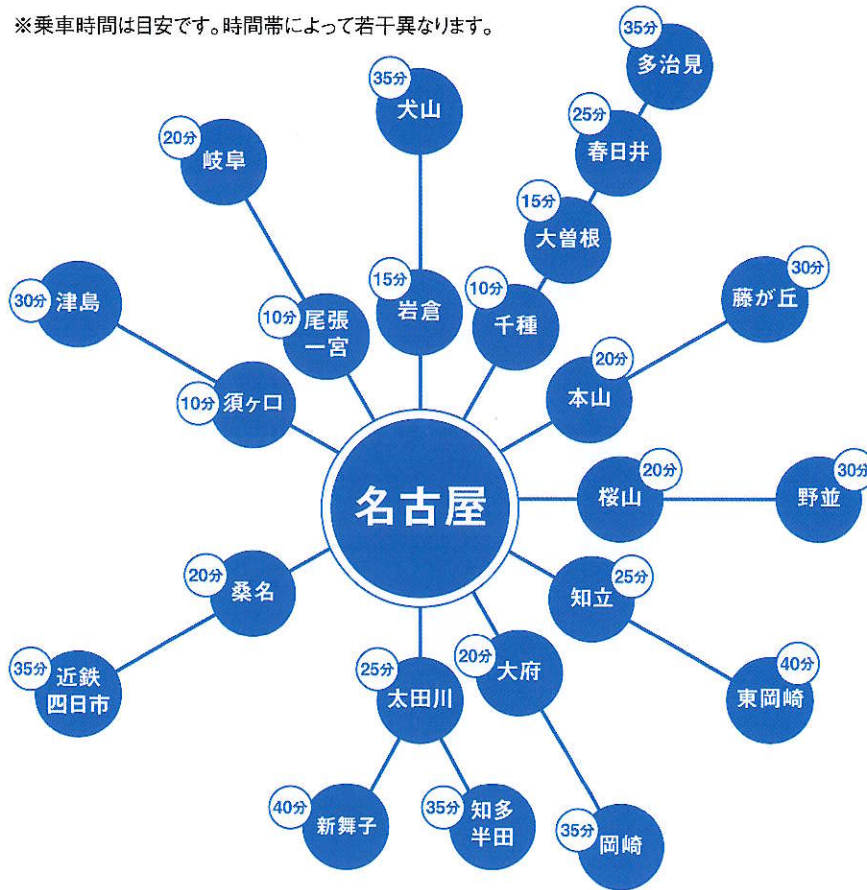 ※乗車時間は目安です。時間帯によって若干異なります。
35分
多治見
35分
犬山
25分
春日井
20分
岐阜
15分
大曽根
30分
津島
10分
尾張
一宮
15分
岩倉
10分
千種
30分
藤が丘
10分
須ヶ口
20分
本山
名古屋
20分
桜山
30分
野並
20分
桑名
25分
知立
35分
近鉄
四日市
25分
太田川
20分
大府
40分
東岡崎
40分
新舞子
35分
知多
半田
35分
岡崎